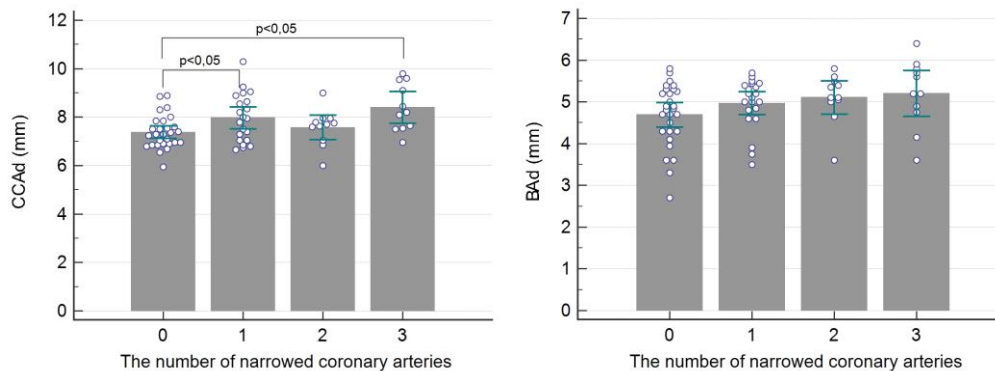 CCAd (mm)
12
10
8
6
4
2
0
p<0,05
p<0,05
0 1 2 3
The number of narrowed coronary arteries
BAd (mm)
7
6
5
4
3
2
1
0
0 1 2 3
The number of narrowed coronary arteries